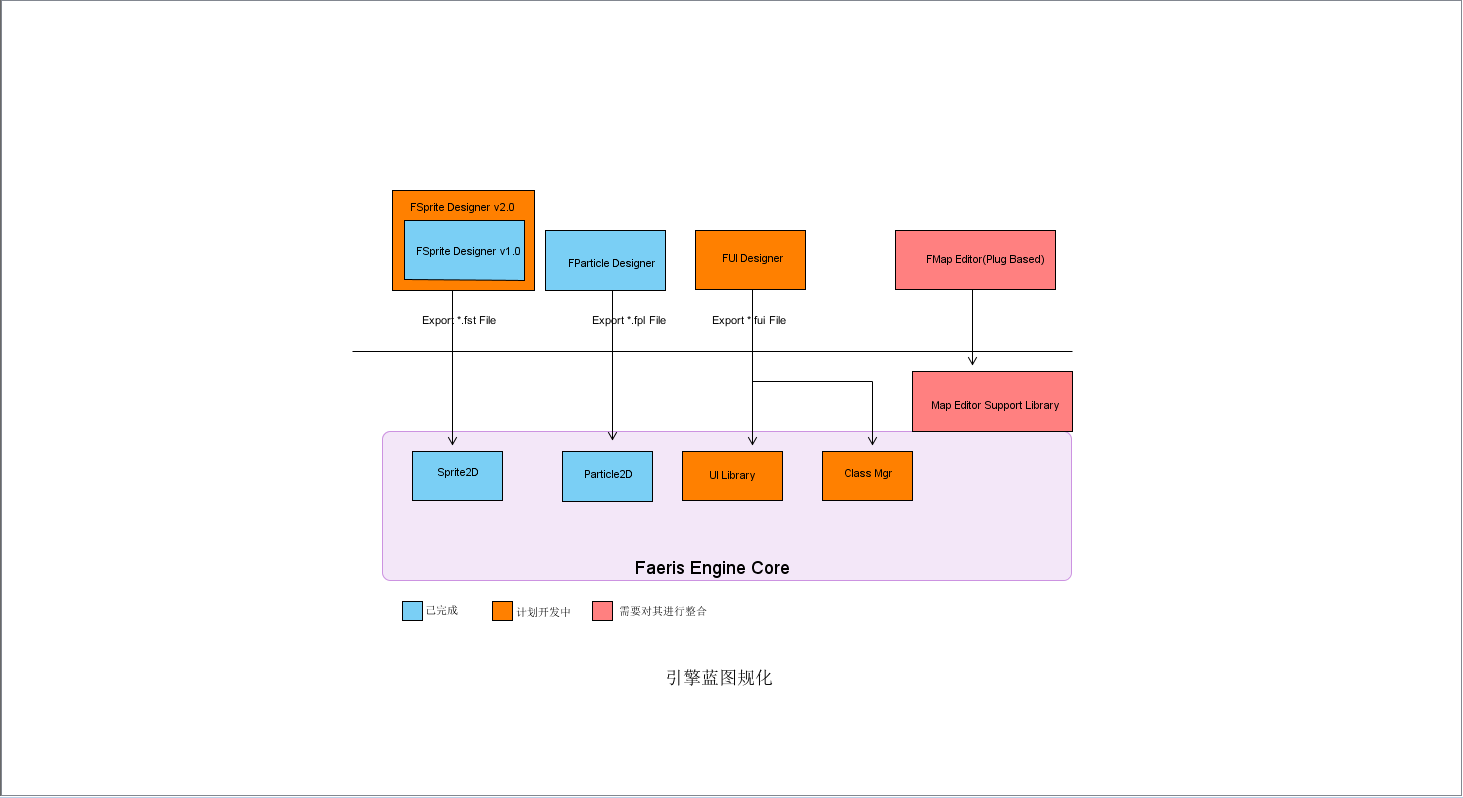 FSprite Designer v2.0
FSprite Designer v1.0
FParticle Designer
FUI Designer
FMap Editor(Plug Based)
Export *.fst File
Export *.fpl File
Export *.fui File
Map Editor Support Library
Sprite2D
Particle2D
UI Library
Class Mgr
Faeris Engine Core
已完成
计划开发中
需要对其进行整合
引擎蓝图规化